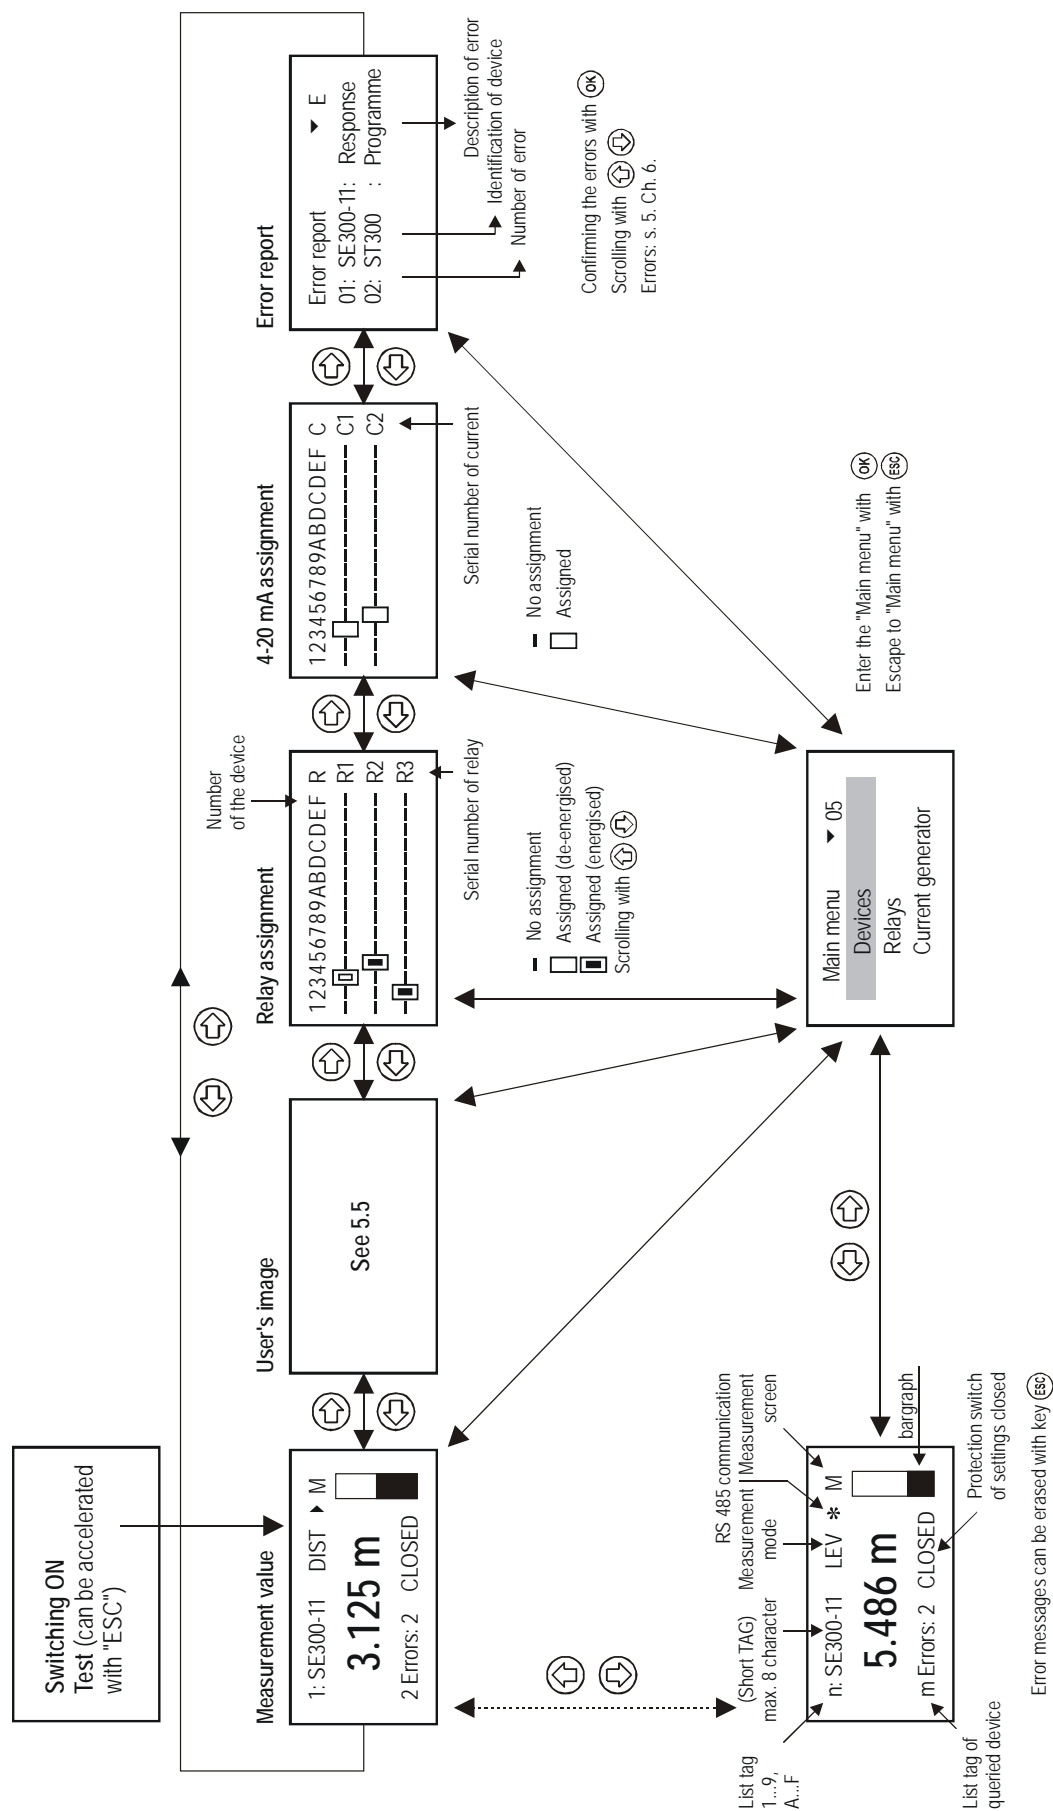 Switching ON
Test (can be accelerated
with "ESC")
Measurement value
1: SE300-11 DIST M
3.125 m
2 Errors: 2 CLOSED
User's image
See 5.5
Relay assignment
Number
of the device
123456789ABDCDEF R
R1
R2
R3
Serial number of relay
No assignment
Assigned (de-energised)
Assigned (energised)
Scrolling with
4-20 mA assignment
123456789ABDCDEF C
C1
C2
Serial number of current
No assignment
Assigned
Error report
Error report E
01: SE300-11: Response
02: ST300 : Programme
Description of error
Identification of device
Number of error
Confirming the errors with OK
Scrolling with
Errors: s. 5. Ch. 6.
List tag
1...9,
A...F
(Short TAG)
max. 8 character
Measurement
mode
RS 485 communication
Measurement
screen
n: SE300-11 LEV * M
5.486 m
m Errors: 2 CLOSED
bargraph
List tag of
queried device
Protection switch
of settings closed
Error messages can be erased with key ESC
Main menu 05
Devices
Relays
Current generator
Enter the "Main menu" with OK
Escape to "Main menu" with ESC